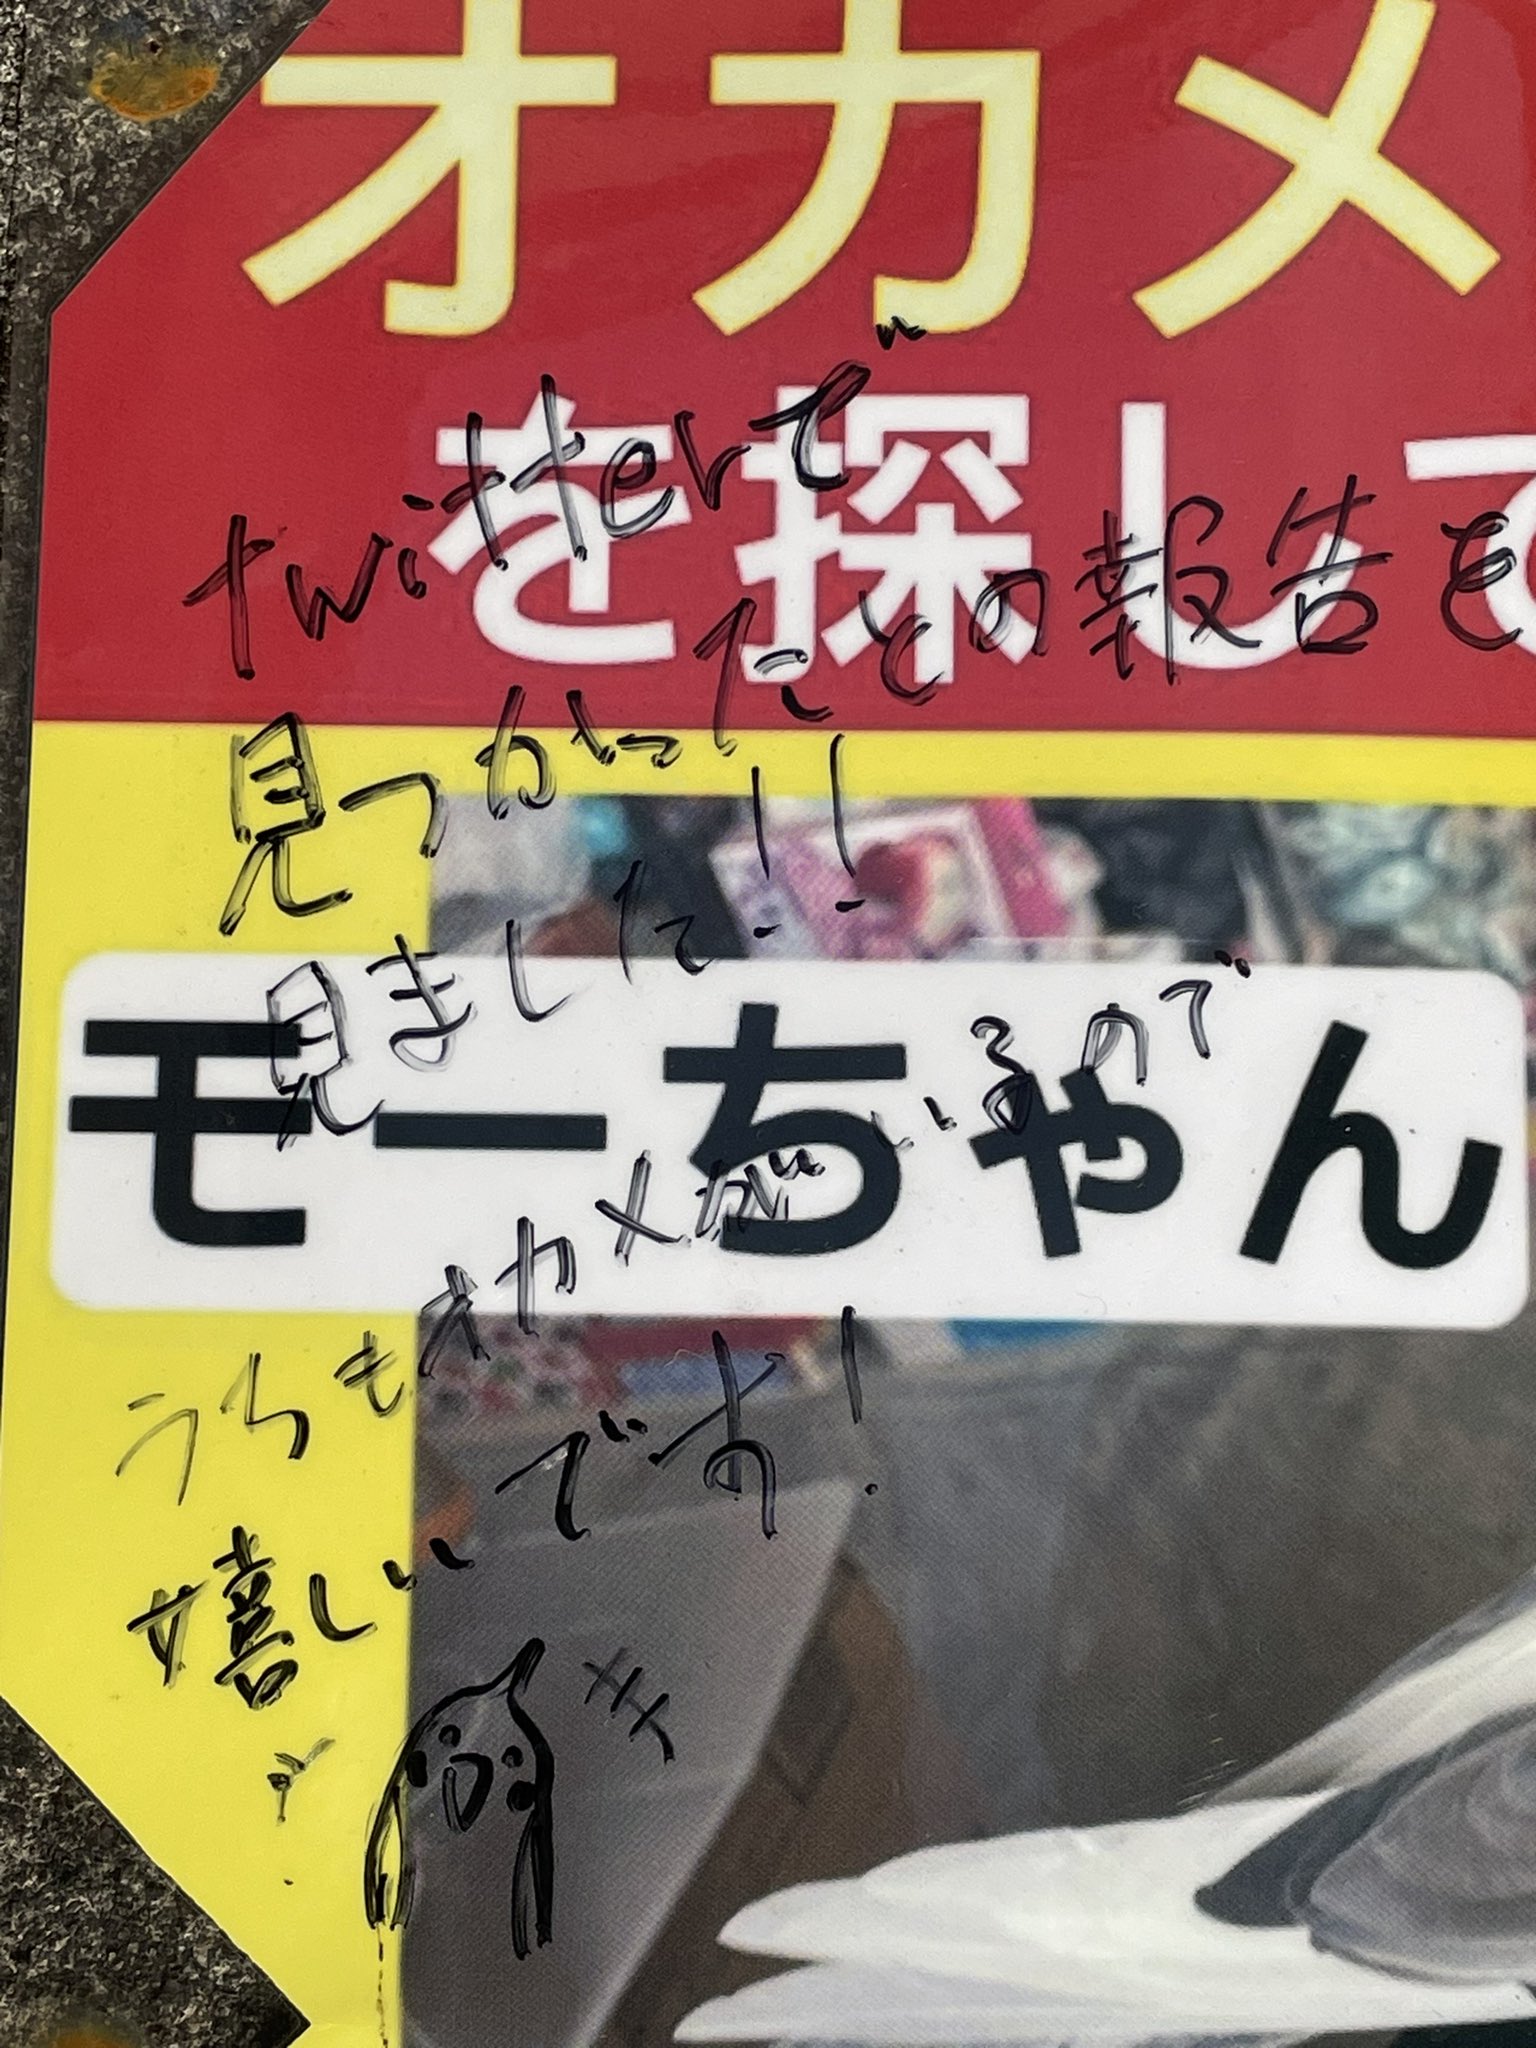 オカメ
を探して
twitterで
見つかったとの報告を
見ました!!
モーちゃん
うちもオカメがいるので
嬉しいです!